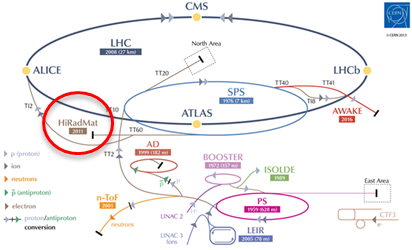 CMS
CERN
© CERN 2013
LHC
2008 (27 km)
North Area
ALICE
TT20
LHCb
SPS
1976 (7 km)
TT40
TT41
TI2
TI8
HiRadMat
2011
TT10
TT60
ATLAS
AWAKE
2016
AD
1999 (182 m)
TT2
BOOSTER
1972 (157 m)
ISOLDE
1989
East Area
p (proton)
ion
neutrons
p̄ (antiproton)
electron
proton/antiproton
conversion
n-ToF
2001
neutrons
LINAC 2
LINAC 3
Ions
PS
1959 (628 m)
LEIR
2005 (78 m)
CTF3